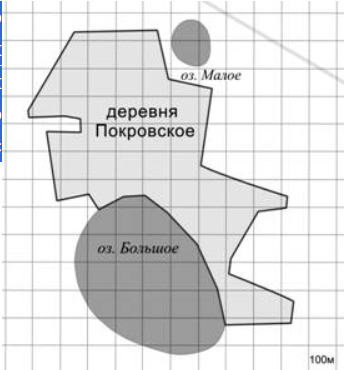 оз. Малое
деревня
Покровское
оз. Большое
100м